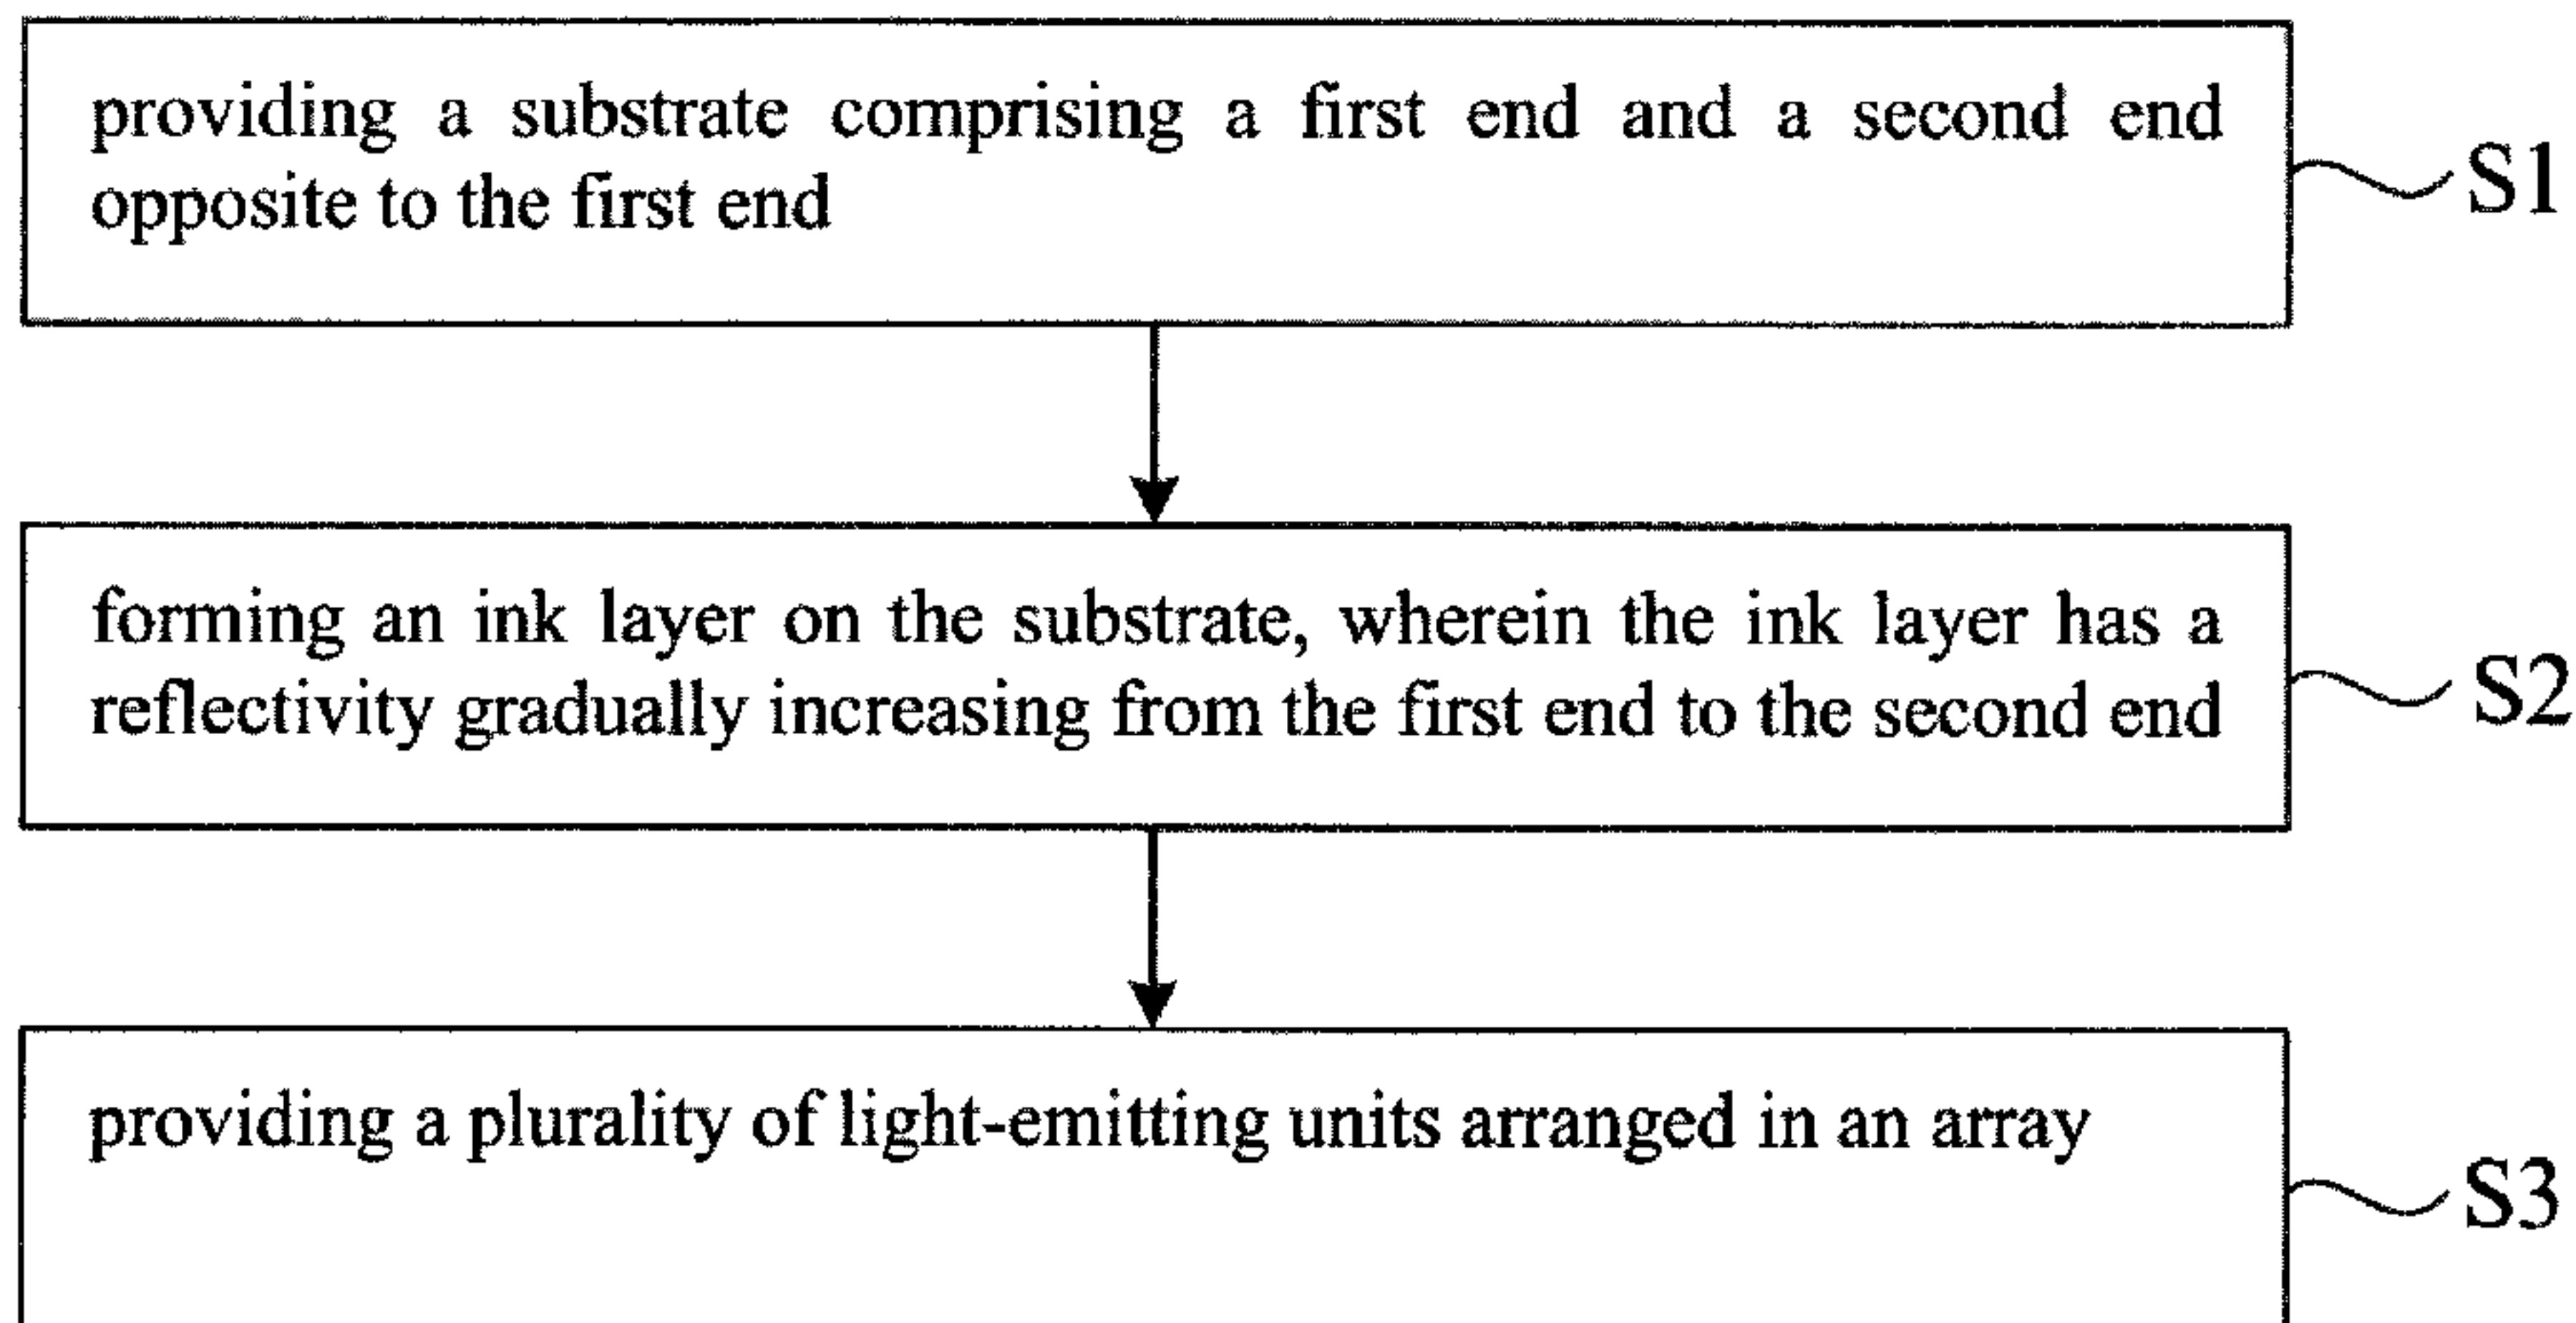 providing a substrate comprising a first end and a second end
opposite to the first end
S1
forming an ink layer on the substrate, wherein the ink layer has a
reflectivity gradually increasing from the first end to the second end
S2
providing a plurality of light-emitting units arranged in an array
S3